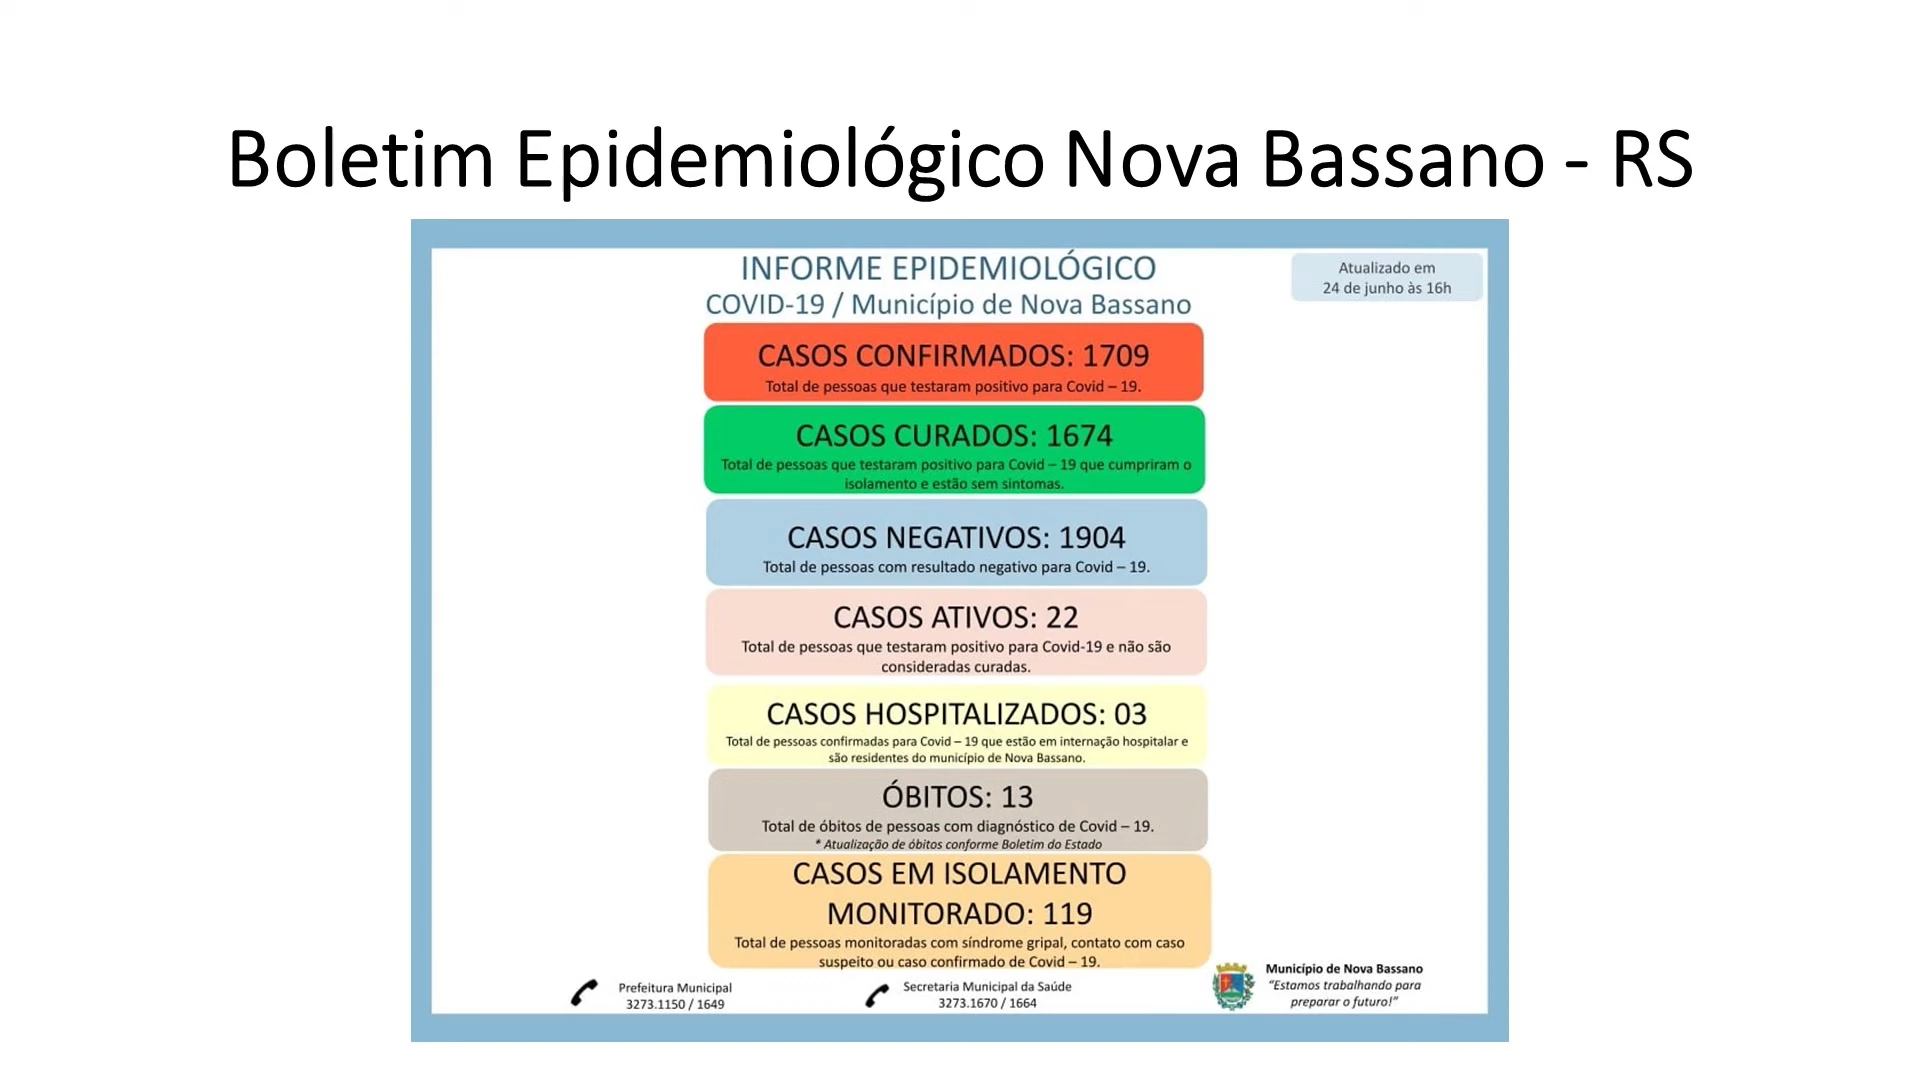 Boletim Epidemiológico Nova Bassano - RS
INFORME EPIDEMIOLÓGICO
COVID-19 / Município de Nova Bassano
Atualizado em
24 de junho às 16h
CASOS CONFIRMADOS: 1709
Total de pessoas que testaram positivo para Covid – 19.
CASOS CURADOS: 1674
Total de pessoas que testaram positivo para Covid – 19 que cumpriram o
isolamento e estão sem sintomas.
CASOS NEGATIVOS: 1904
Total de pessoas com resultado negativo para Covid – 19.
CASOS ATIVOS: 22
Total de pessoas que testaram positivo para Covid-19 e não são
consideradas curadas.
CASOS HOSPITALIZADOS: 03
Total de pessoas confirmadas para Covid – 19 que estão em internação hospitalar e
são residentes do município de Nova Bassano.
ÓBITOS: 13
Total de óbitos de pessoas com diagnóstico de Covid – 19.
* Atualização de óbitos conforme Boletim do Estado
CASOS EM ISOLAMENTO
MONITORADO: 119
Total de pessoas monitoradas com síndrome gripal, contato com caso
suspeito ou caso confirmado de Covid – 19.
Prefeitura Municipal
3273.1150 / 1649
Secretaria Municipal da Saúde
3273.1670 / 1664
Município de Nova Bassano
“Estamos trabalhando para
preparar o futuro!”